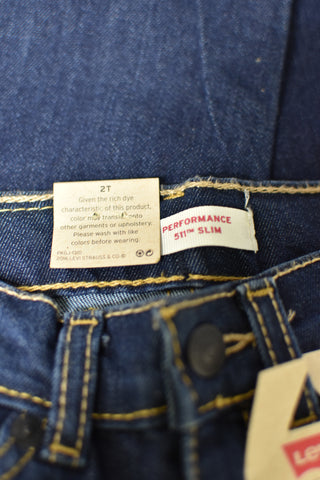 2T
Given the rich dye
characteristic of this product,
color may transfer onto
other garments or upholstery.
Please wash with like
colors before wearing.
2014 LEVI STRAUSS & CO.®
PERFORMANCE
511™ SLIM